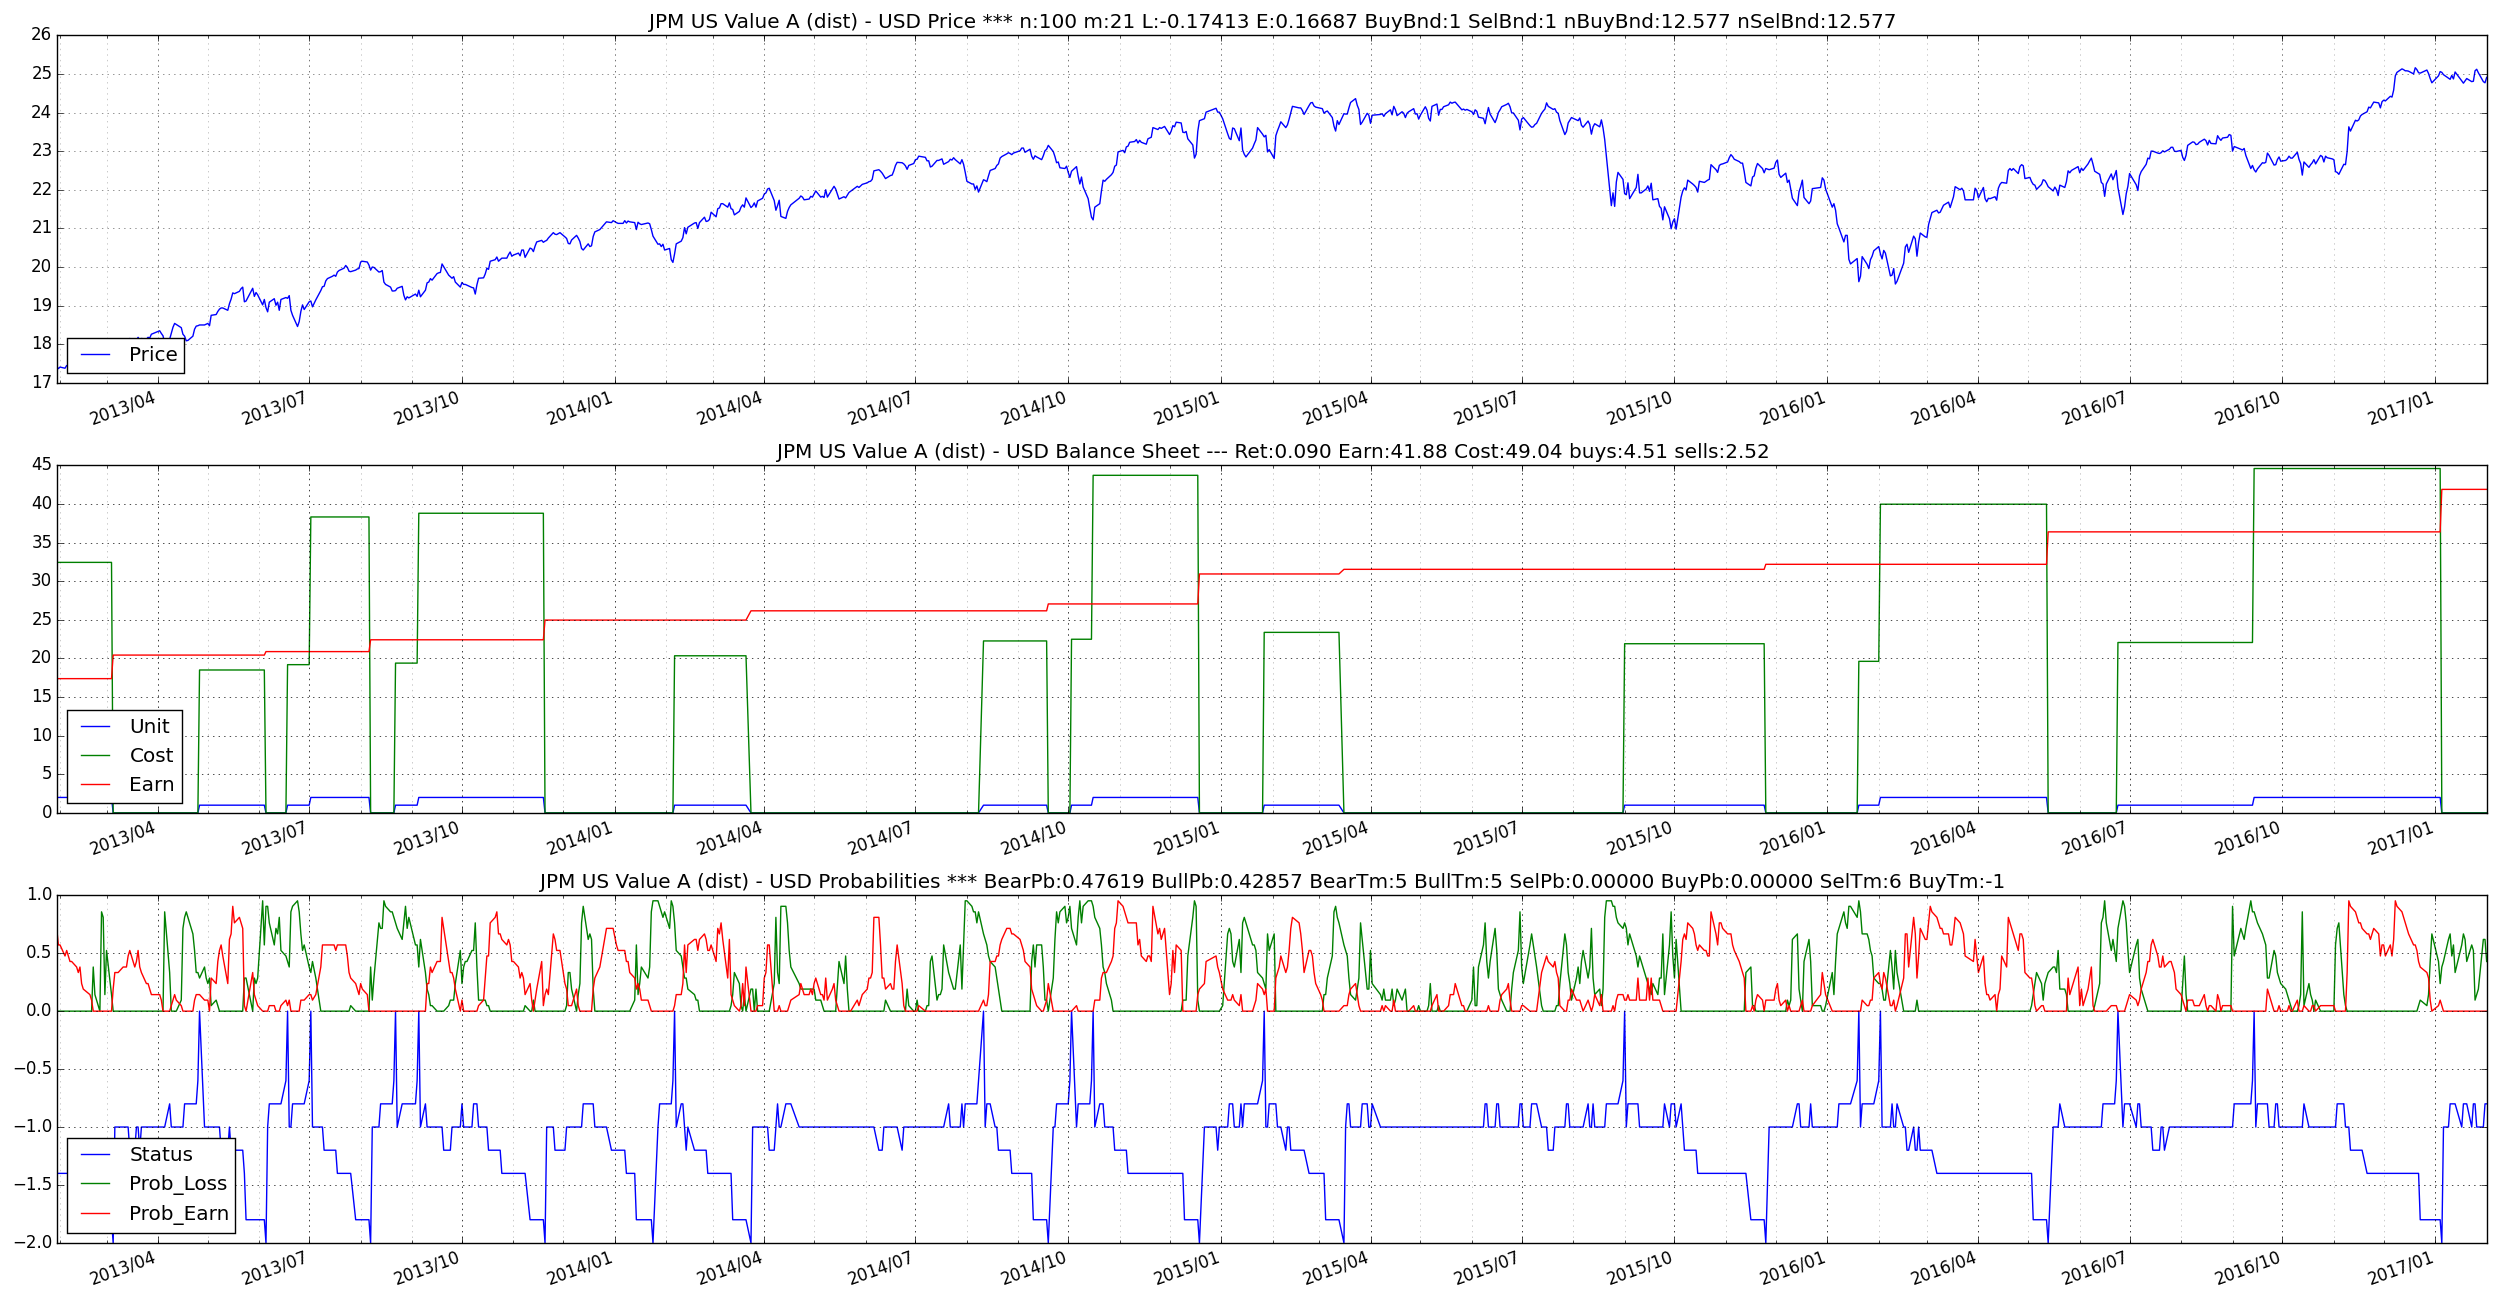 JPM US Value A (dist) - USD Price *** n:100 m:21 L:-0.17413 E:0.16687 BuyBnd:1 SelBnd:1 nBuyBnd:12.577 nSelBnd:12.577
26
25
24
23
22
21
20
19
18
17
Price
2013/04 2013/07 2013/10 2014/01 2014/04 2014/07 2014/10 2015/01 2015/04 2015/07 2015/10 2016/01 2016/04 2016/07 2016/10 2017/01
JPM US Value A (dist) - USD Balance Sheet --- Ret:0.090 Earn:41.88 Cost:49.04 buys:4.51 sells:2.52
45
40
35
30
25
20
15
10
5
0
Unit
Cost
Earn
2013/04 2013/07 2013/10 2014/01 2014/04 2014/07 2014/10 2015/01 2015/04 2015/07 2015/10 2016/01 2016/04 2016/07 2016/10 2017/01
JPM US Value A (dist) - USD Probabilities *** BearPb:0.47619 BullPb:0.42857 BearTm:5 BullTm:5 SelPb:0.00000 BuyPb:0.00000 SelTm:6 BuyTm:-1
1.0
0.5
0.0
−0.5
−1.0
−1.5
−2.0
Status
Prob_Loss
Prob_Earn
2013/04 2013/07 2013/10 2014/01 2014/04 2014/07 2014/10 2015/01 2015/04 2015/07 2015/10 2016/01 2016/04 2016/07 2016/10 2017/01